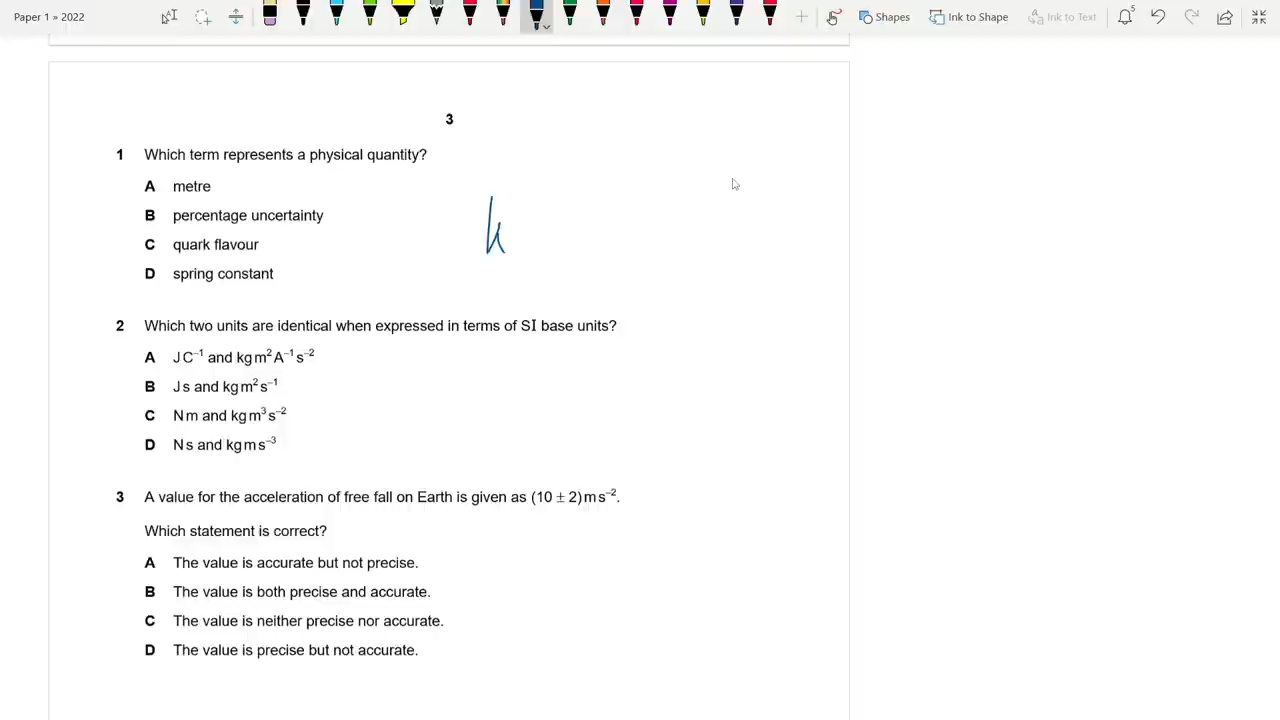 Paper 1 » 2022
Shapes
Ink to Shape
Ink to Text
5
3
1 Which term represents a physical quantity?
A metre
B percentage uncertainty
C quark flavour
D spring constant
k
2 Which two units are identical when expressed in terms of SI base units?
A J C⁻¹ and kg m² A⁻¹ s⁻²
B J s and kg m² s⁻¹
C N m and kg m³ s⁻²
D N s and kg m s⁻³
3 A value for the acceleration of free fall on Earth is given as (10 ± 2) m s⁻².
Which statement is correct?
A The value is accurate but not precise.
B The value is both precise and accurate.
C The value is neither precise nor accurate.
D The value is precise but not accurate.